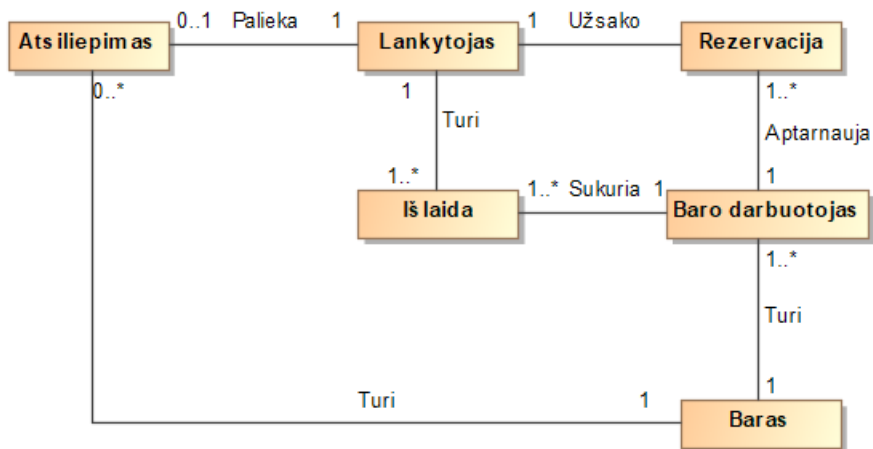 0..1 Palieka 1
1 Užsako
Atsiliepimas
Lankytojas
Rezervacija
0..*
1
1..*
Turi
Aptarnauja
1..*
1..* Sukuria 1
1
Išlaida
Baro darbuotojas
1..*
Turi
Turi
1
1
Baras